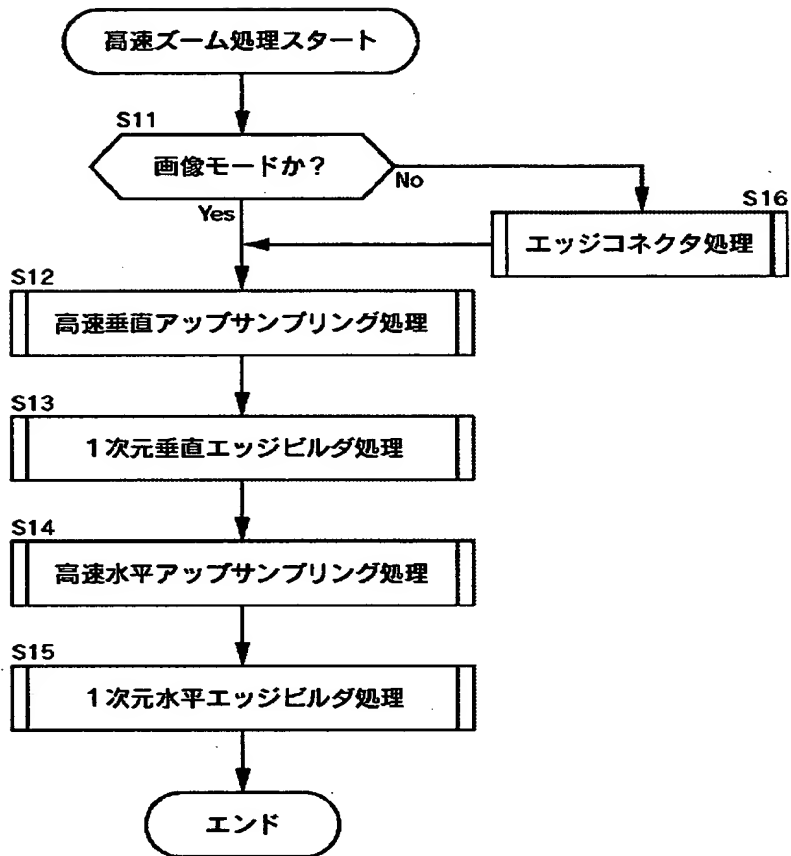 高速ズーム処理スタート
S11
画像モードか?
No
Yes
S16
エッジコネクタ処理
S12
高速垂直アップサンプリング処理
S13
1次元垂直エッジビルダ処理
S14
高速水平アップサンプリング処理
S15
1次元水平エッジビルダ処理
エンド